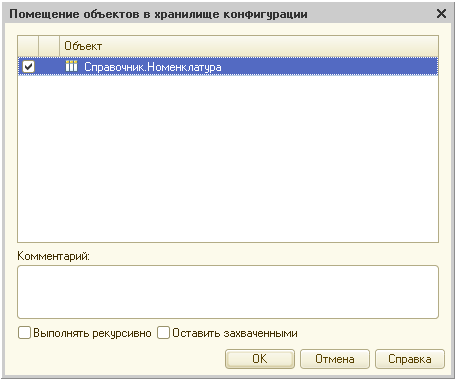 Помещение объектов в хранилище конфигурации
Объект
Справочник.Номенклатура
Комментарий:
Выполнять рекурсивно Оставить захваченными
OK Отмена Справка